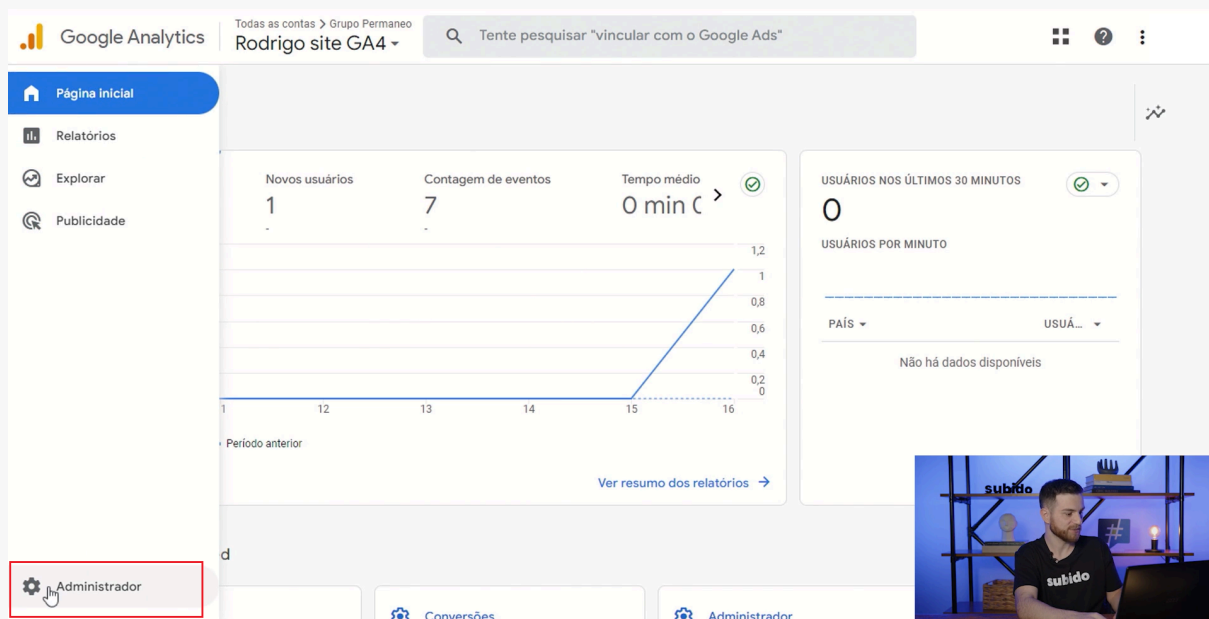 Google Analytics
Todas as contas > Grupo Permaneo
Rodrigo site GA4
Tente pesquisar "vincular com o Google Ads"
Página inicial
Relatórios
Explorar
Publicidade
Administrador
Novos usuários
1
-
Contagem de eventos
7
-
Tempo médio
0 min
1,2
1
0,8
0,6
0,4
0,2
0
1 12 13 14 15 16
Período anterior
Ver resumo dos relatórios
USUÁRIOS NOS ÚLTIMOS 30 MINUTOS
0
USUÁRIOS POR MINUTO
PAÍS USUÁ...
Não há dados disponíveis
d
Conversões
Administrador
subido
#
subido